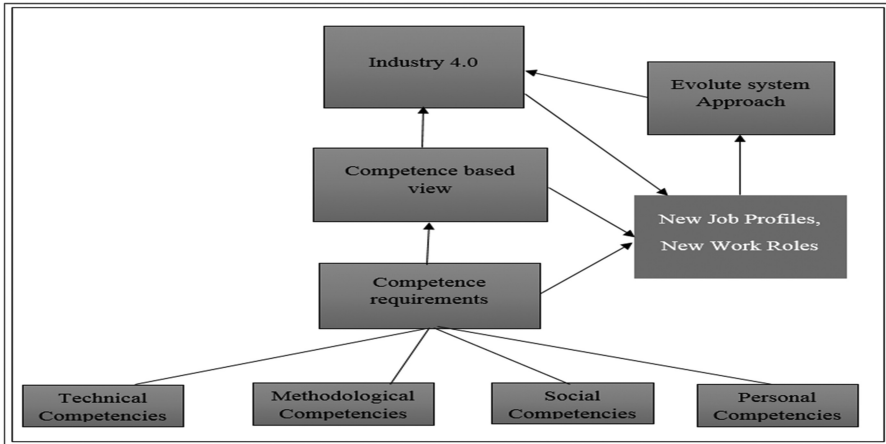 Industry 4.0
Evolute system
Approach
Competence based
view
New Job Profiles,
New Work Roles
Competence
requirements
Technical
Competencies
Methodological
Competencies
Social
Competencies
Personal
Competencies